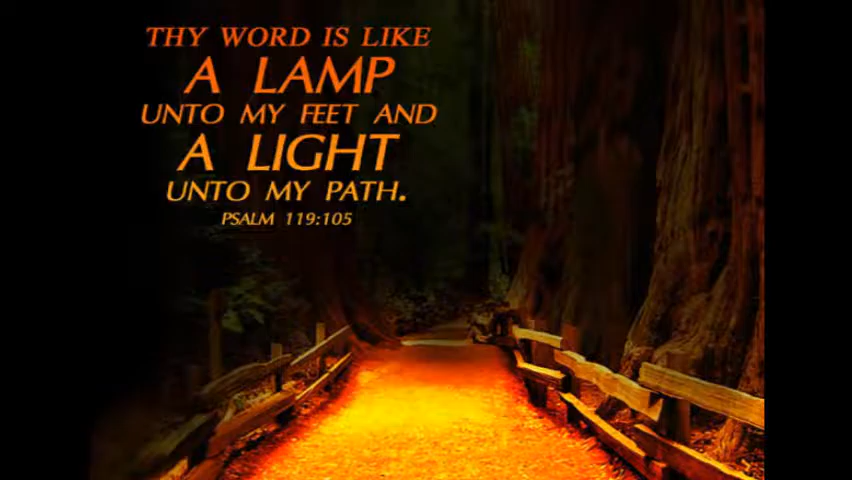 THY WORD IS LIKE
A LAMP
UNTO MY FEET AND
A LIGHT
UNTO MY PATH.
PSALM 119:105